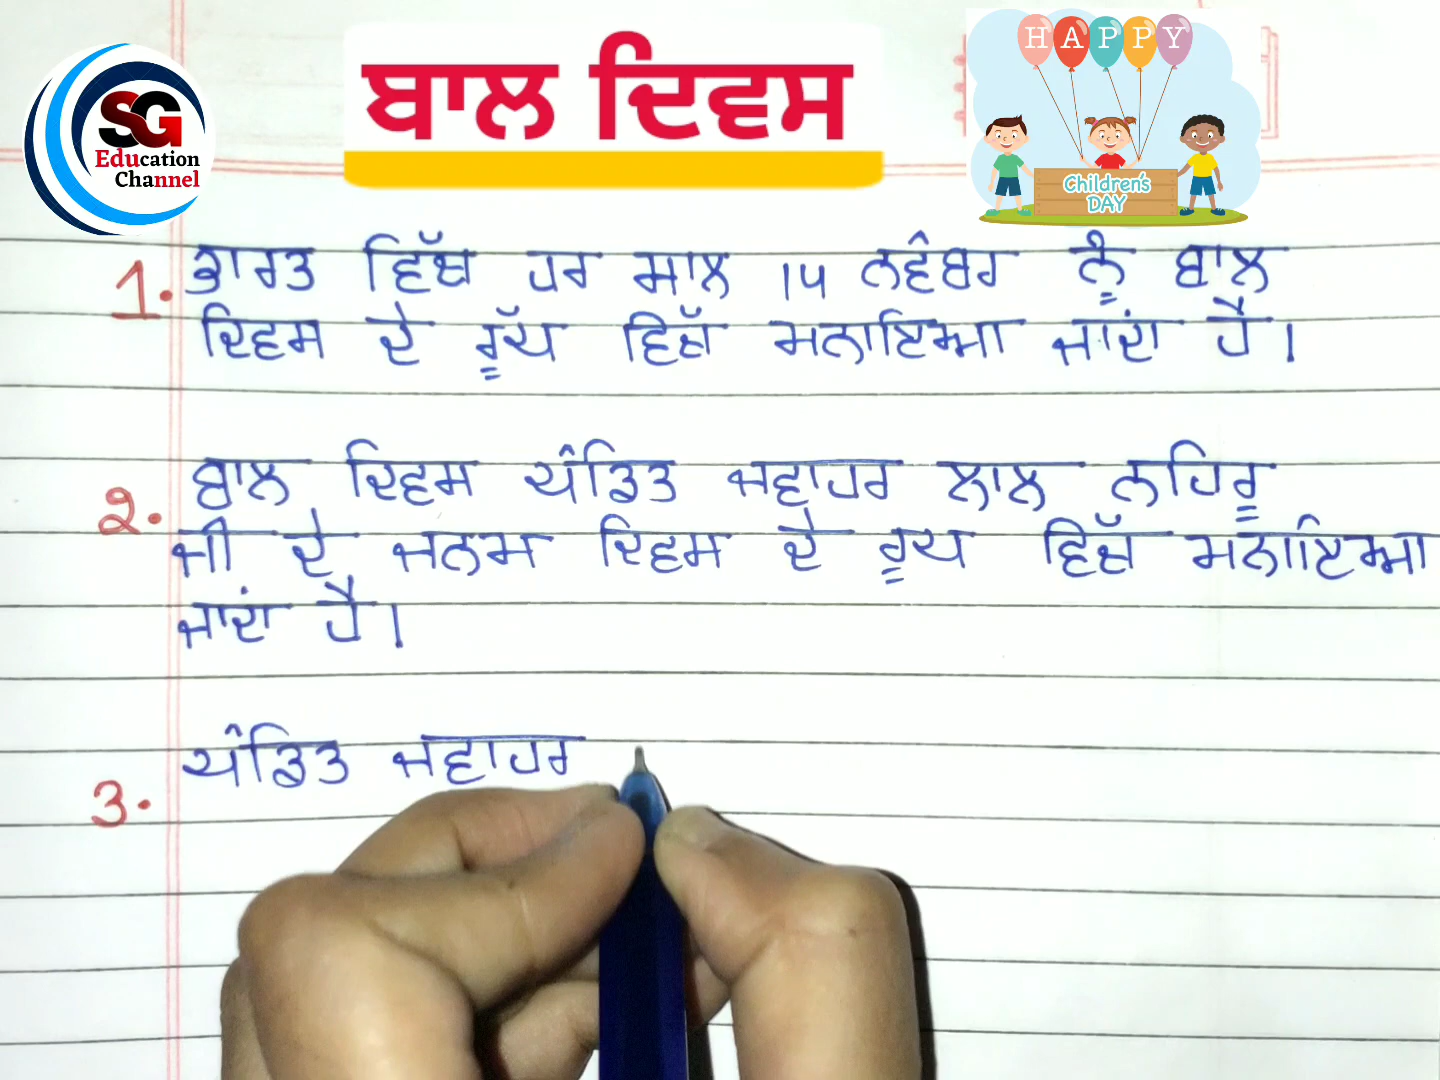 SG
Education
Channel
ਬਾਲ ਦਿਵਸ
HAPPY
Children's
DAY
1. ਭਾਰਤ ਵਿੱਚ ਹਰ ਸਾਲ 14 ਨਵੰਬਰ ਨੂੰ ਬਾਲ
ਦਿਵਸ ਦੇ ਰੂੱਪ ਵਿੱਚ ਮਨਾਇਆ ਜਾਂਦਾ ਹੈ।
2. ਬਾਲ ਦਿਵਸ ਪੰਡਿਤ ਜਵਾਹਰ ਲਾਲ ਨਹਿਰੂ
ਜੀ ਦੇ ਜਨਮ ਦਿਵਸ ਦੇ ਰੂਪ ਵਿੱਚ ਮਨਾਇਆ
ਜਾਂਦਾ ਹੈ।
3. ਪੰਡਿਤ ਜਵਾਹਰ